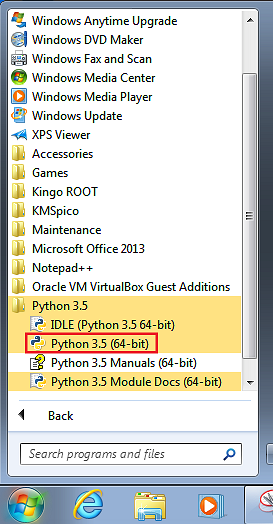 Windows Anytime Upgrade
Windows DVD Maker
Windows Fax and Scan
Windows Media Center
Windows Media Player
Windows Update
XPS Viewer
Accessories
Games
Kingo ROOT
KMSpico
Maintenance
Microsoft Office 2013
Notepad++
Oracle VM VirtualBox Guest Additions
Python 3.5
IDLE (Python 3.5 64-bit)
Python 3.5 (64-bit)
Python 3.5 Manuals (64-bit)
Python 3.5 Module Docs (64-bit)
Back
Search programs and files